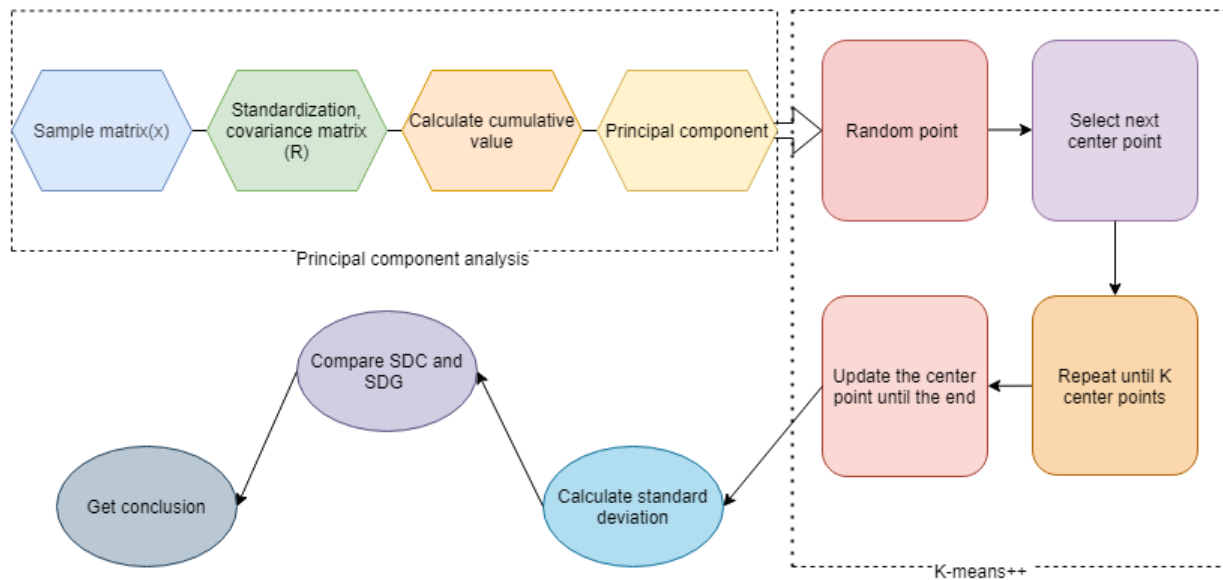 Sample matrix(x)
Standardization,
covariance matrix
(R)
Calculate cumulative
value
Principal component
Principal component analysis
Random point
Select next
center point
Repeat until K
center points
Update the center
point until the end
K-means++
Calculate standard
deviation
Compare SDC and
SDG
Get conclusion